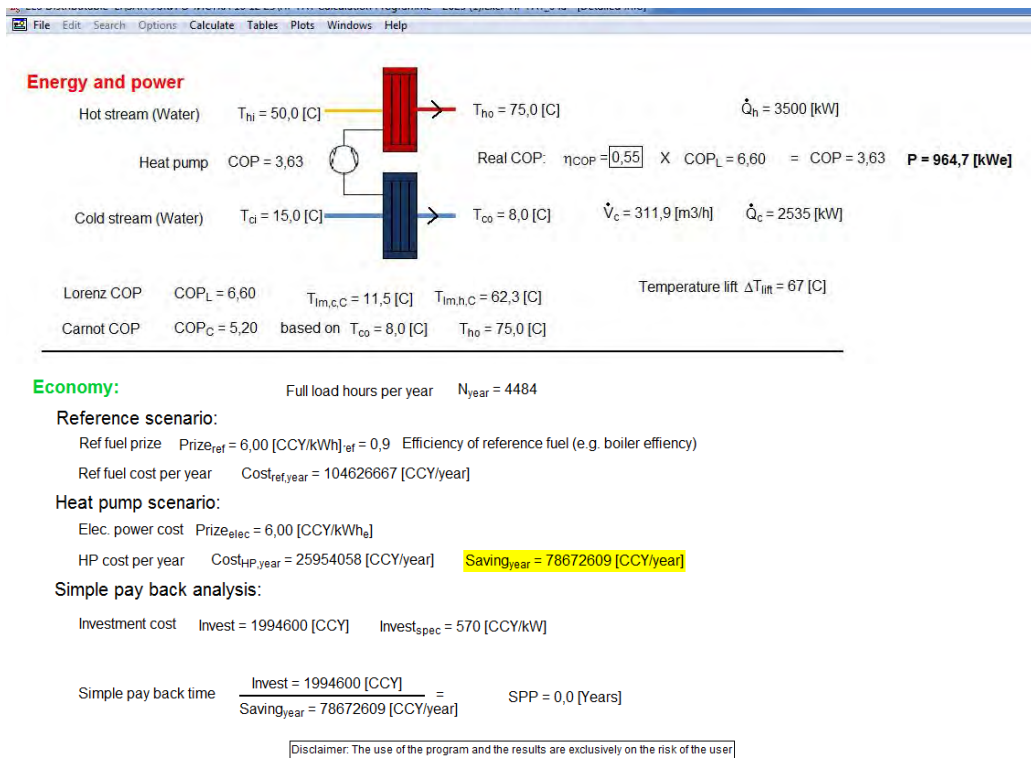 File Edit Search Options Calculate Tables Plots Windows Help
Energy and power
Hot stream (Water) Thi = 50,0 [C] Tho = 75,0 [C] Q̇h = 3500 [kW]
Heat pump COP = 3,63 Real COP: ηCOP = 0,55 X COPL = 6,60 = COP = 3,63 P = 964,7 [kWe]
Cold stream (Water) Tci = 15,0 [C] Tco = 8,0 [C] V̇c = 311,9 [m3/h] Q̇c = 2535 [kW]
Lorenz COP COPL = 6,60 Tlm,c,C = 11,5 [C] Tlm,h,C = 62,3 [C] Temperature lift ΔTlift = 67 [C]
Carnot COP COPC = 5,20 based on Tco = 8,0 [C] Tho = 75,0 [C]
Economy: Full load hours per year Nyear = 4484
Reference scenario:
Ref fuel prize Prizeref = 6,00 [CCY/kWh] ref = 0,9 Efficiency of reference fuel (e.g. boiler effiency)
Ref fuel cost per year Costref,year = 104626667 [CCY/year]
Heat pump scenario:
Elec. power cost Prizeelec = 6,00 [CCY/kWhe]
HP cost per year CostHP,year = 25954058 [CCY/year] Savingyear = 78672609 [CCY/year]
Simple pay back analysis:
Investment cost Invest = 1994600 [CCY] Investspec = 570 [CCY/kW]
Simple pay back time Invest = 1994600 [CCY] = SPP = 0,0 [Years]
Savingyear = 78672609 [CCY/year]
Disclaimer: The use of the program and the results are exclusively on the risk of the user